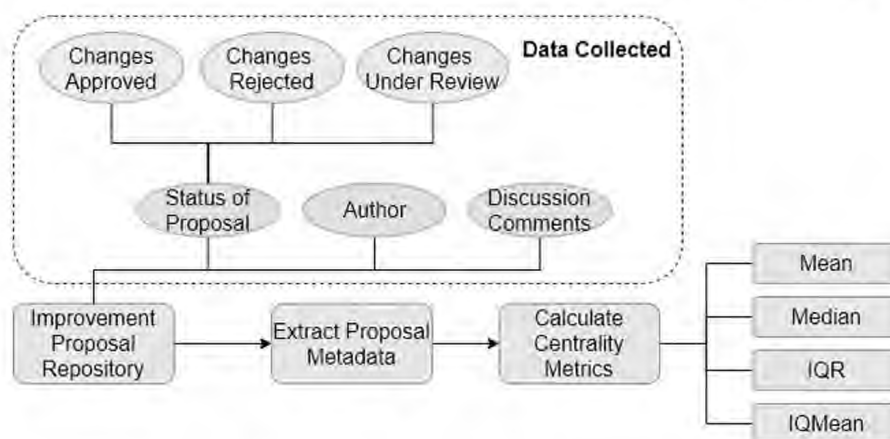 Changes
Approved
Changes
Rejected
Changes
Under Review
Data Collected
Status of
Proposal
Author
Discussion
Comments
Improvement
Proposal
Repository
Extract Proposal
Metadata
Calculate
Centrality
Metrics
Mean
Median
IQR
IQMean